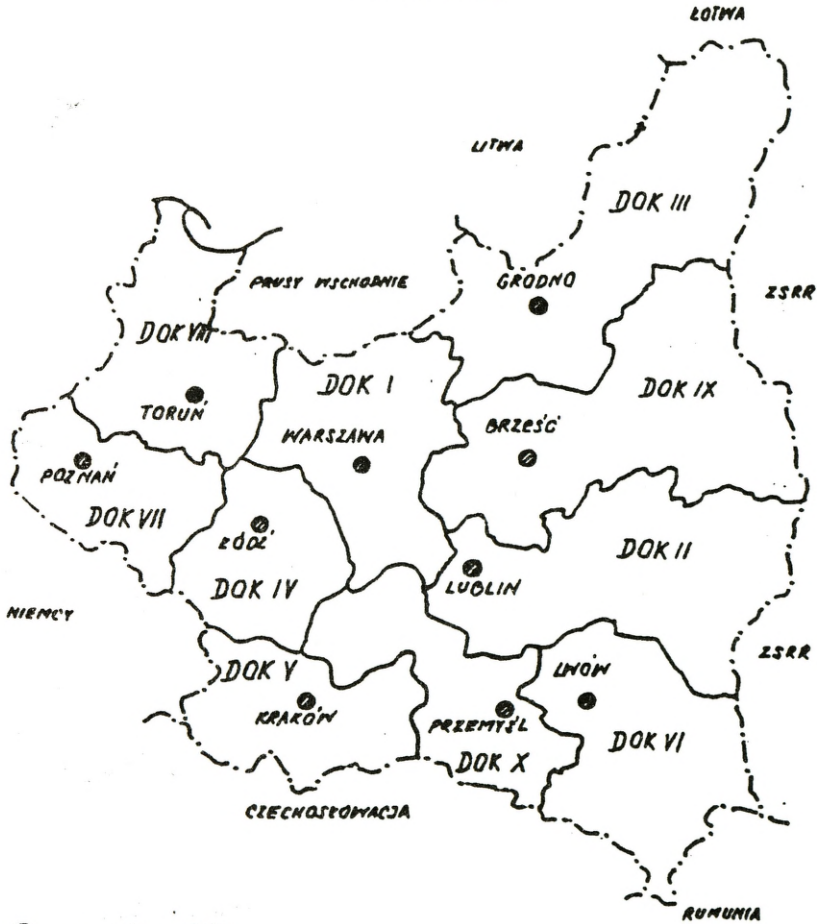 ŁOTWA
LITWA
DOK III
PRUSY WSCHODNIE
GRODNO
ZSRR
DOK VIII
DOK I
DOK IX
TORUŃ
WARSZAWA
BRZEŚĆ
POZNAŃ
DOK VII
ŁÓDŹ
DOK II
LUBLIN
DOK IV
NIEMCY
ZSRR
DOK V
LWÓW
KRAKÓW
PRZEMYŚL
DOK VI
DOK X
CZECHOSŁOWACJA
RUMUNIA